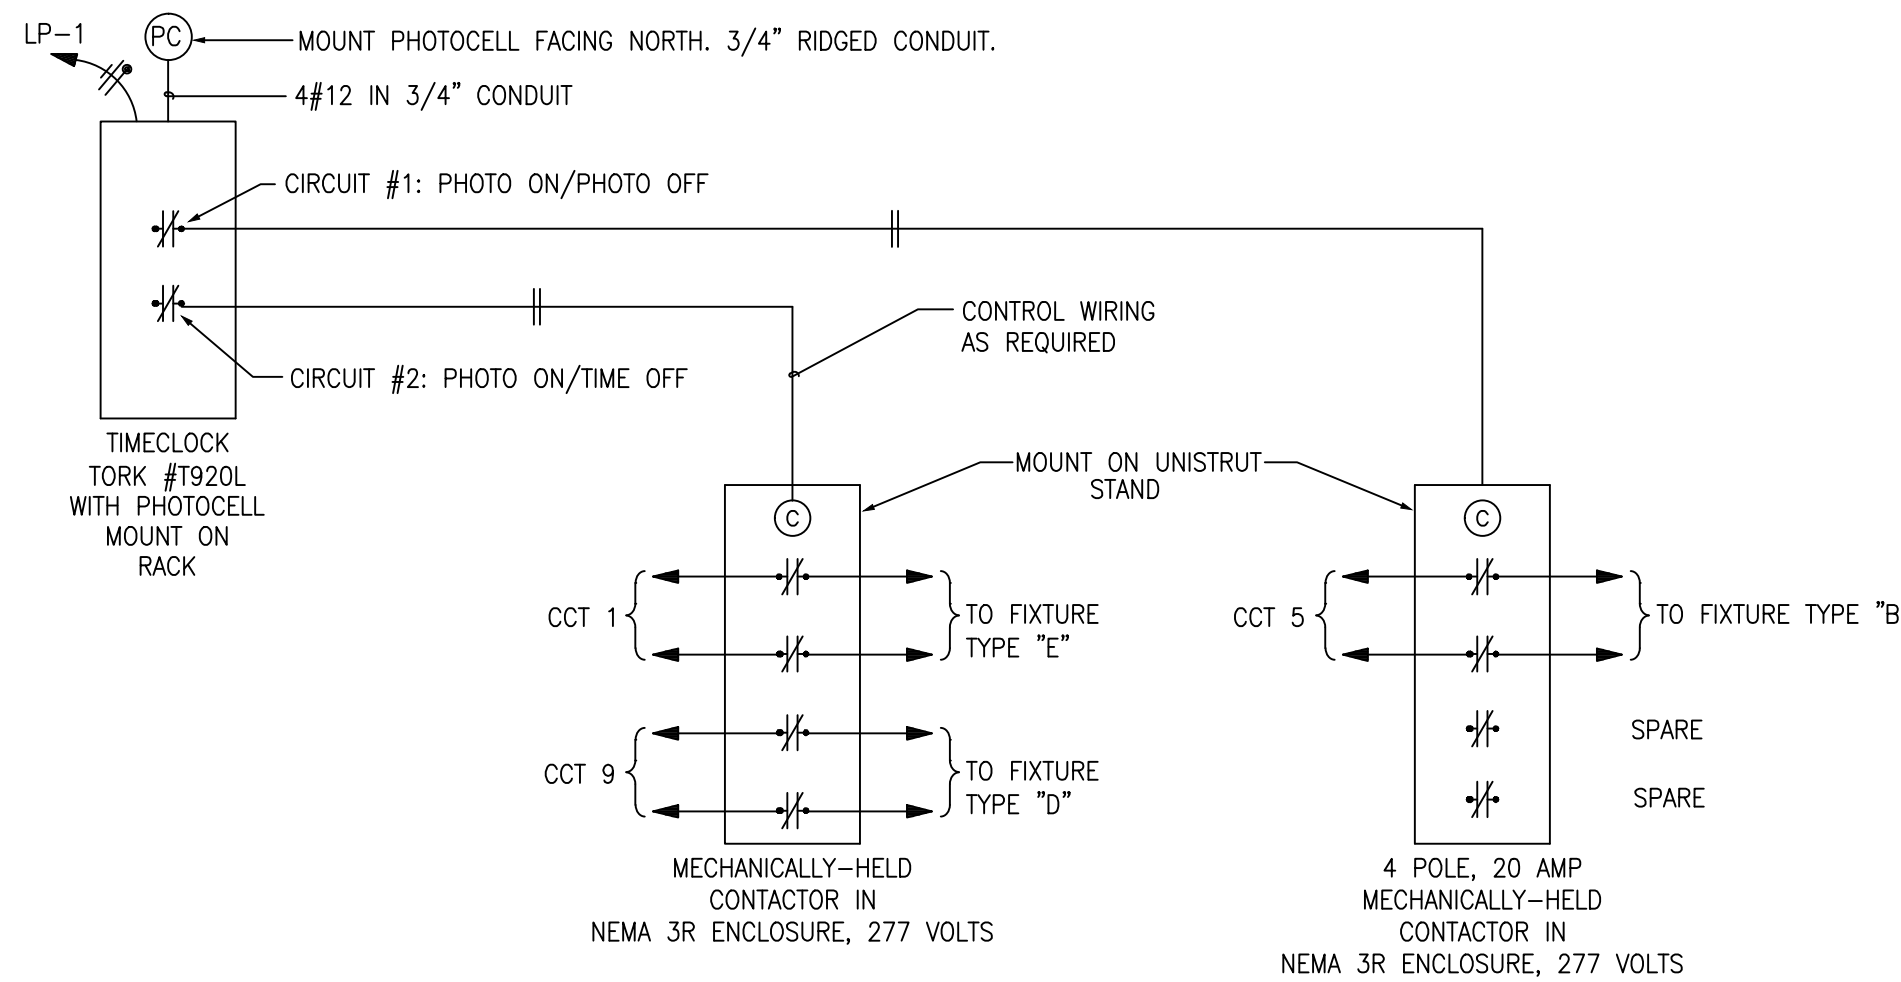 LP-1
PC
MOUNT PHOTOCELL FACING NORTH. 3/4" RIDGED CONDUIT.
4#12 IN 3/4" CONDUIT
CIRCUIT #1: PHOTO ON/PHOTO OFF
CIRCUIT #2: PHOTO ON/TIME OFF
TIMECLOCK
TORK #T920L
WITH PHOTOCELL
MOUNT ON
RACK
CONTROL WIRING
AS REQUIRED
MOUNT ON UNISTRUT
STAND
C
CCT 1
TO FIXTURE
TYPE "E"
CCT 9
TO FIXTURE
TYPE "D"
MECHANICALLY-HELD
CONTACTOR IN
NEMA 3R ENCLOSURE, 277 VOLTS
C
CCT 5
TO FIXTURE TYPE "B
SPARE
SPARE
4 POLE, 20 AMP
MECHANICALLY-HELD
CONTACTOR IN
NEMA 3R ENCLOSURE, 277 VOLTS